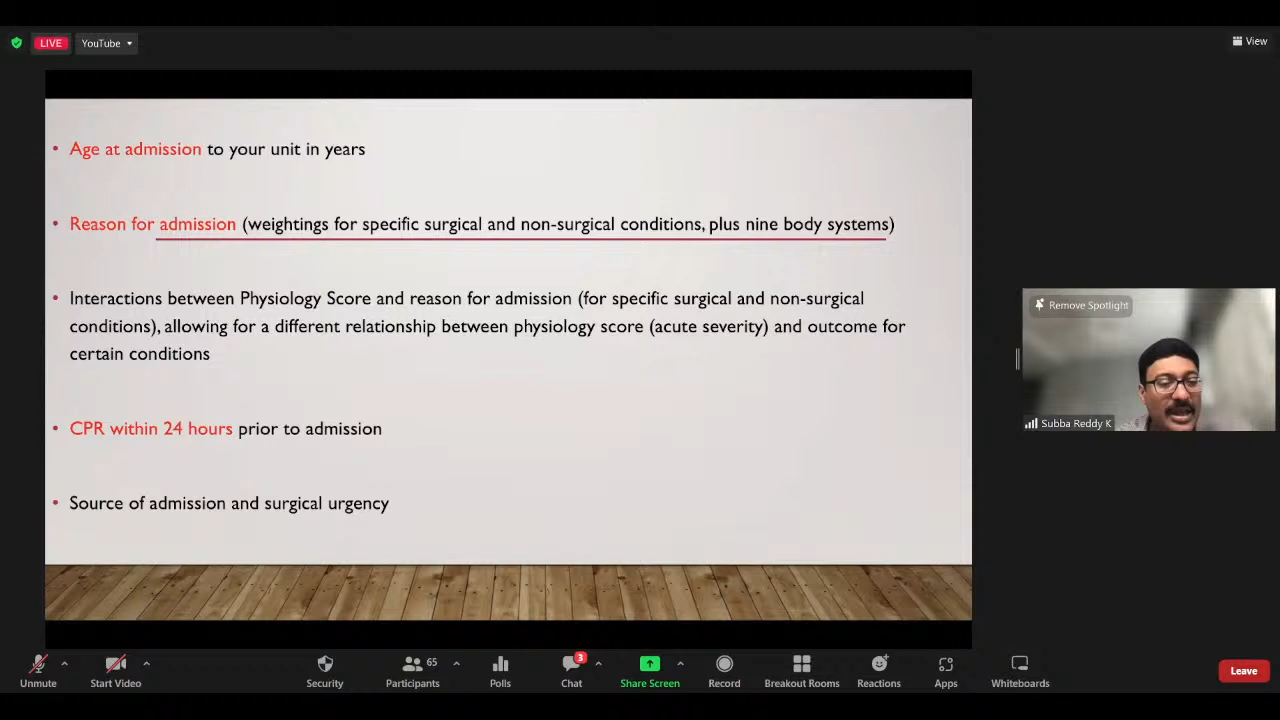 LIVE
YouTube
View
• Age at admission to your unit in years
• Reason for admission (weightings for specific surgical and non-surgical conditions, plus nine body systems)
• Interactions between Physiology Score and reason for admission (for specific surgical and non-surgical
conditions), allowing for a different relationship between physiology score (acute severity) and outcome for
certain conditions
• CPR within 24 hours prior to admission
• Source of admission and surgical urgency
Remove Spotlight
Subba Reddy K
Unmute
Start Video
Security
65
Participants
Polls
3
Chat
Share Screen
Record
Breakout Rooms
Reactions
Apps
Whiteboards
Leave